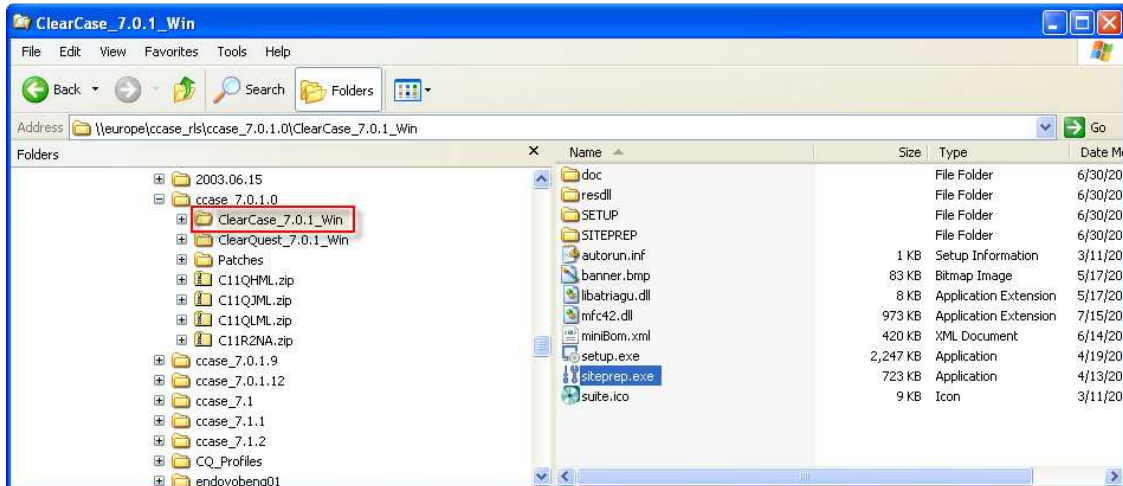 ClearCase_7.0.1_Win
File Edit View Favorites Tools Help
Back Search Folders
Address \\europe\ccase_rls\ccase_7.0.1.0\ClearCase_7.0.1_Win Go
Folders
2003.06.15
ccase_7.0.1.0
ClearCase_7.0.1_Win
ClearQuest_7.0.1_Win
Patches
C11QHML.zip
C11QJML.zip
C11QLML.zip
C11R2NA.zip
ccase_7.0.1.9
ccase_7.0.1.12
ccase_7.1
ccase_7.1.1
ccase_7.1.2
CQ_Profiles
endovobeng01
Name Size Type Date M
doc File Folder 6/30/20
resdll File Folder 6/30/20
SETUP File Folder 6/30/20
SITEPREP File Folder 6/30/20
autorun.inf 1 KB Setup Information 3/11/20
banner.bmp 83 KB Bitmap Image 5/17/20
libatriagu.dll 8 KB Application Extension 5/17/20
mfc42.dll 973 KB Application Extension 7/15/20
miniBom.xml 420 KB XML Document 6/14/20
setup.exe 2,247 KB Application 4/19/20
siteprep.exe 723 KB Application 4/13/20
suite.ico 9 KB Icon 3/11/20